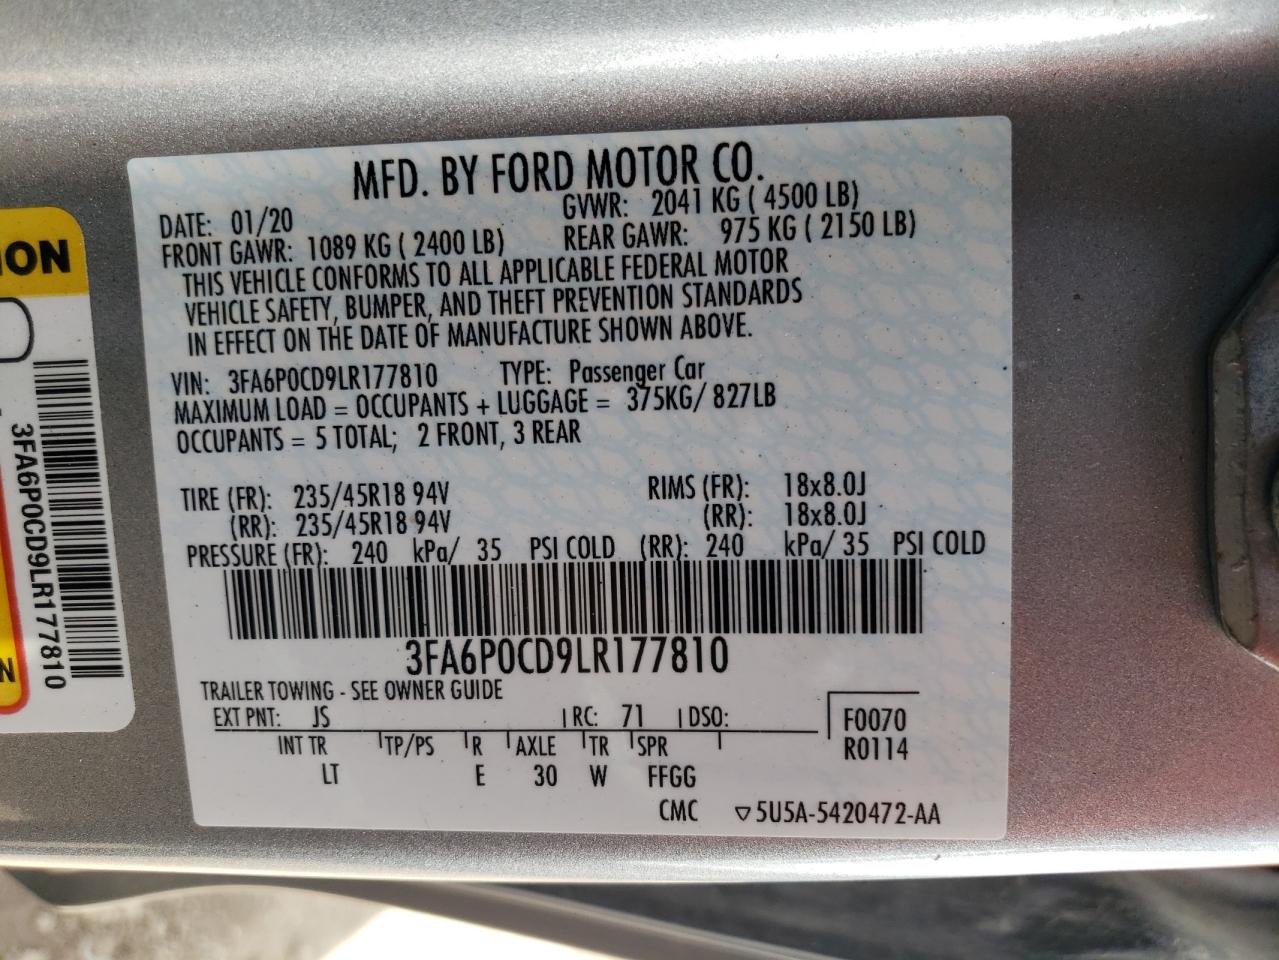 MFD. BY FORD MOTOR CO.
DATE: 01/20 GVWR: 2041 KG ( 4500 LB)
FRONT GAWR: 1089 KG ( 2400 LB) REAR GAWR: 975 KG ( 2150 LB)
THIS VEHICLE CONFORMS TO ALL APPLICABLE FEDERAL MOTOR
VEHICLE SAFETY, BUMPER, AND THEFT PREVENTION STANDARDS
IN EFFECT ON THE DATE OF MANUFACTURE SHOWN ABOVE.
VIN: 3FA6P0CD9LR177810 TYPE: Passenger Car
MAXIMUM LOAD = OCCUPANTS + LUGGAGE = 375KG/ 827LB
OCCUPANTS = 5 TOTAL; 2 FRONT, 3 REAR
TIRE (FR): 235/45R18 94V RIMS (FR): 18x8.0J
(RR): 235/45R18 94V (RR): 18x8.0J
PRESSURE (FR): 240 kPa/ 35 PSI COLD (RR): 240 kPa/ 35 PSI COLD
3FA6P0CD9LR177810
TRAILER TOWING - SEE OWNER GUIDE
EXT PNT: JS RC: 71 DSO: F0070
INT TR TP/PS R AXLE TR SPR R0114
LT E 30 W FFGG
CMC ▽5U5A-5420472-AA
ION
3FA6P0CD9LR177810
N